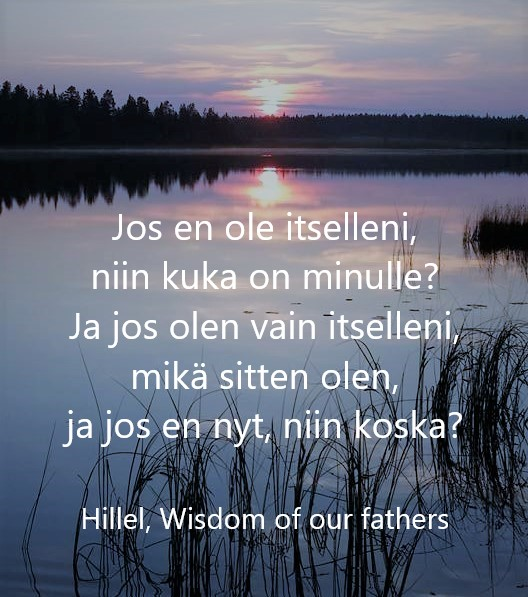 Jos en ole itselleni,
niin kuka on minulle?
Ja jos olen vain itselleni,
mikä sitten olen,
ja jos en nyt, niin koska?
Hillel, Wisdom of our fathers